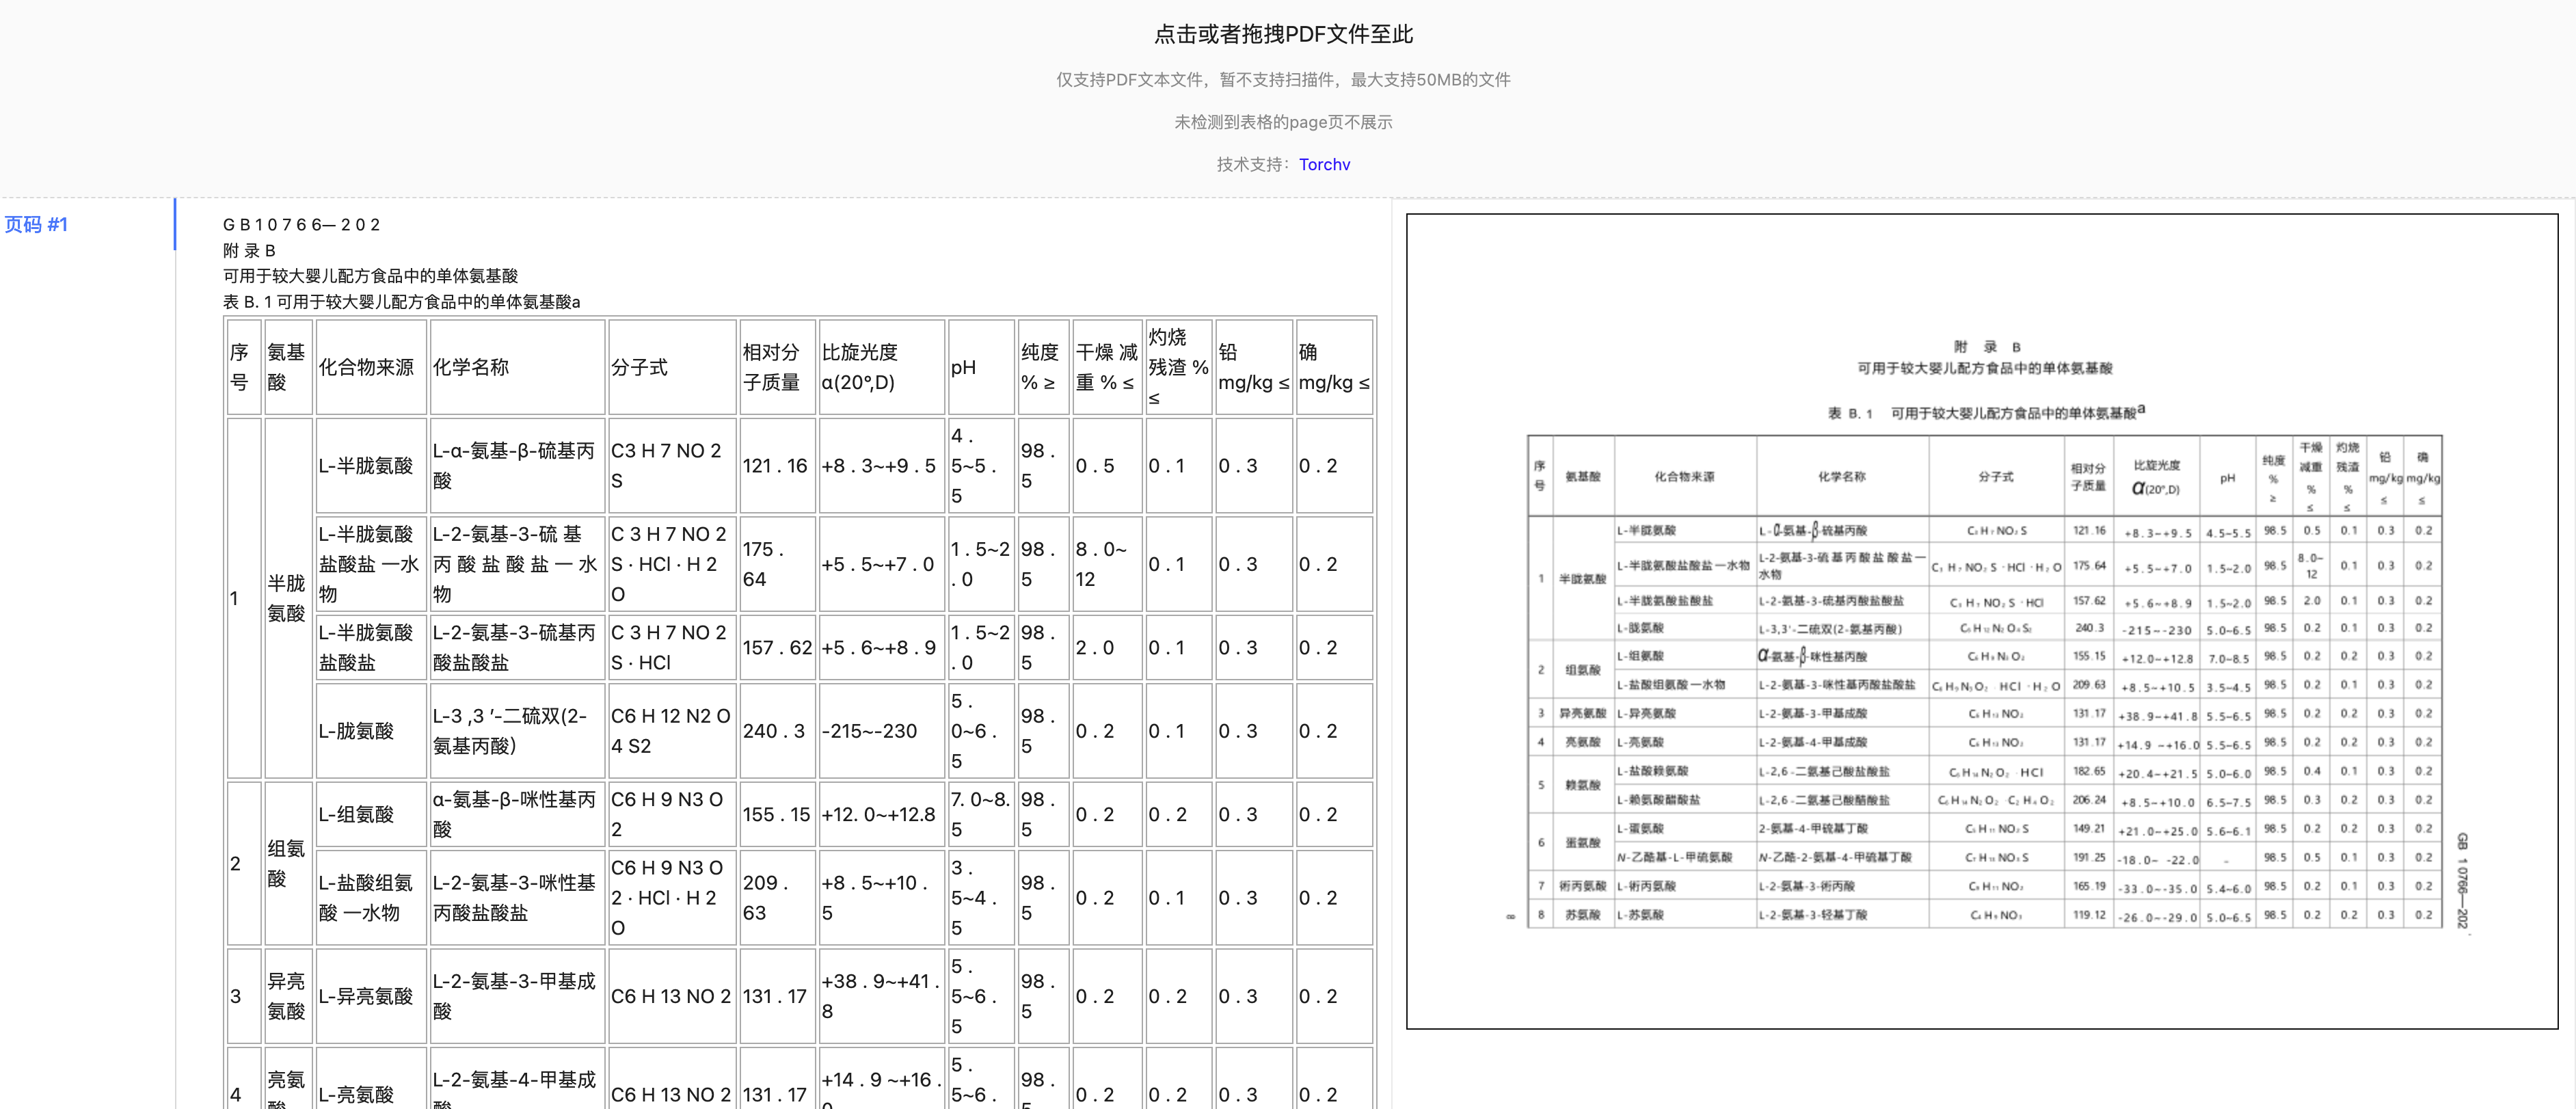 点击或者拖拽PDF文件至此
仅支持PDF文本文件，暂不支持扫描件，最大支持50MB的文件
未检测到表格的page页不展示
技术支持： Torchv
页码 #1
G B 1 0 7 6 6— 2 0 2
附 录 B
可用于较大婴儿配方食品中的单体氨基酸
表 B. 1 可用于较大婴儿配方食品中的单体氨基酸a
序号 氨基酸 化合物来源 化学名称 分子式 相对分子质量 比旋光度 α(20°,D) pH 纯度 % ≥ 干燥 减重 % ≤ 灼烧 残渣 % ≤ 铅 mg/kg ≤ 确 mg/kg ≤
1 半胱氨酸 L-半胱氨酸 L-α-氨基-β-硫基丙酸 C3 H 7 NO 2 S 121 . 16 +8 . 3~+9 . 5 4 . 5~5 . 5 98 . 5 0 . 5 0 . 1 0 . 3 0 . 2
L-半胱氨酸盐酸盐 一水物 L-2-氨基-3-硫 基 丙 酸 盐 酸 盐 一 水 物 C 3 H 7 NO 2 S · HCl · H 2 O 175 . 64 +5 . 5~+7 . 0 1 . 5~2 . 0 98 . 5 8 . 0~ 12 0 . 1 0 . 3 0 . 2
L-半胱氨酸盐酸盐 L-2-氨基-3-硫基丙酸盐酸盐 C 3 H 7 NO 2 S · HCl 157 . 62 +5 . 6~+8 . 9 1 . 5~2 . 0 98 . 5 2 . 0 0 . 1 0 . 3 0 . 2
L-胱氨酸 L-3 ,3 ′-二硫双(2-氨基丙酸) C6 H 12 N2 O 4 S2 240 . 3 -215~-230 5 . 0~6 . 5 98 . 5 0 . 2 0 . 1 0 . 3 0 . 2
2 组氨酸 L-组氨酸 α-氨基-β-咪性基丙酸 C6 H 9 N3 O 2 155 . 15 +12. 0~+12.8 7. 0~8. 5 98 . 5 0 . 2 0 . 2 0 . 3 0 . 2
L-盐酸组氨酸 一水物 L-2-氨基-3-咪性基丙酸盐酸盐 C6 H 9 N3 O 2 · HCl · H 2 O 209 . 63 +8 . 5~+10 . 5 3 . 5~4 . 5 98 . 5 0 . 2 0 . 1 0 . 3 0 . 2
3 异亮氨酸 L-异亮氨酸 L-2-氨基-3-甲基成酸 C6 H 13 NO 2 131 . 17 +38 . 9~+41 . 8 5 . 5~6 . 5 98 . 5 0 . 2 0 . 2 0 . 3 0 . 2
4 亮氨酸 L-亮氨酸 L-2-氨基-4-甲基成酸 C6 H 13 NO 2 131 . 17 +14 . 9 ~+16 . 0 5 . 5~6 . 5 98 . 5 0 . 2 0 . 2 0 . 3 0 . 2
附 录 B
可用于较大婴儿配方食品中的单体氨基酸
表 B. 1 可用于较大婴儿配方食品中的单体氨基酸a
序号 氨基酸 化合物来源 化学名称 分子式 相对分子质量 比旋光度 α(20°,D) pH 纯度 % ≥ 干燥减重 % ≤ 灼烧残渣 % ≤ 铅 mg/kg ≤ 确 mg/kg ≤
1 半胱氨酸 L-半胱氨酸 L-α-氨基-β-硫基丙酸 C₃H₇NO₂S 121.16 +8.3~+9.5 4.5~5.5 98.5 0.5 0.1 0.3 0.2
L-半胱氨酸盐酸盐一水物 L-2-氨基-3-硫基丙酸盐酸盐一水物 C₃H₇NO₂S·HCl·H₂O 175.64 +5.5~+7.0 1.5~2.0 98.5 8.0~12 0.1 0.3 0.2
L-半胱氨酸盐酸盐 L-2-氨基-3-硫基丙酸盐酸盐 C₃H₇NO₂S·HCl 157.62 +5.6~+8.9 1.5~2.0 98.5 2.0 0.1 0.3 0.2
L-胱氨酸 L-3,3'-二硫双(2-氨基丙酸) C₆H₁₂N₂O₄S₂ 240.3 -215~-230 5.0~6.5 98.5 0.2 0.1 0.3 0.2
2 组氨酸 L-组氨酸 α-氨基-β-咪性基丙酸 C₆H₉N₃O₂ 155.15 +12.0~+12.8 7.0~8.5 98.5 0.2 0.2 0.3 0.2
L-盐酸组氨酸一水物 L-2-氨基-3-咪性基丙酸盐酸盐 C₆H₉N₃O₂·HCl·H₂O 209.63 +8.5~+10.5 3.5~4.5 98.5 0.2 0.1 0.3 0.2
3 异亮氨酸 L-异亮氨酸 L-2-氨基-3-甲基成酸 C₆H₁₃NO₂ 131.17 +38.9~+41.8 5.5~6.5 98.5 0.2 0.2 0.3 0.2
4 亮氨酸 L-亮氨酸 L-2-氨基-4-甲基成酸 C₆H₁₃NO₂ 131.17 +14.9 ~+16.0 5.5~6.5 98.5 0.2 0.2 0.3 0.2
5 赖氨酸 L-盐酸赖氨酸 L-2,6-二氨基己酸盐酸盐 C₆H₁₄N₂O₂·HCl 182.65 +20.4~+21.5 5.0~6.0 98.5 0.4 0.1 0.3 0.2
L-赖氨酸醋酸盐 L-2,6-二氨基己酸醋酸盐 C₆H₁₄N₂O₂·C₂H₄O₂ 206.24 +8.5~+10.0 6.5~7.5 98.5 0.3 0.2 0.3 0.2
6 蛋氨酸 L-蛋氨酸 2-氨基-4-甲硫基丁酸 C₅H₁₁NO₂S 149.21 +21.0~+25.0 5.6~6.1 98.5 0.2 0.2 0.3 0.2
N-乙酷基-L-甲硫氨酸 N-乙酷-2-氨基-4-甲硫基丁酸 C₇H₁₃NO₃S 191.25 -18.0~ -22.0 - 98.5 0.5 0.1 0.3 0.2
7 術丙氨酸 L-術丙氨酸 L-2-氨基-3-術丙酸 C₉H₁₁NO₂ 165.19 -33.0~-35.0 5.4~6.0 98.5 0.2 0.1 0.3 0.2
8 苏氨酸 L-苏氨酸 L-2-氨基-3-轻基丁酸 C₄H₉NO₃ 119.12 -26.0~-29.0 5.0~6.5 98.5 0.2 0.2 0.3 0.2
8
GB 10766—202